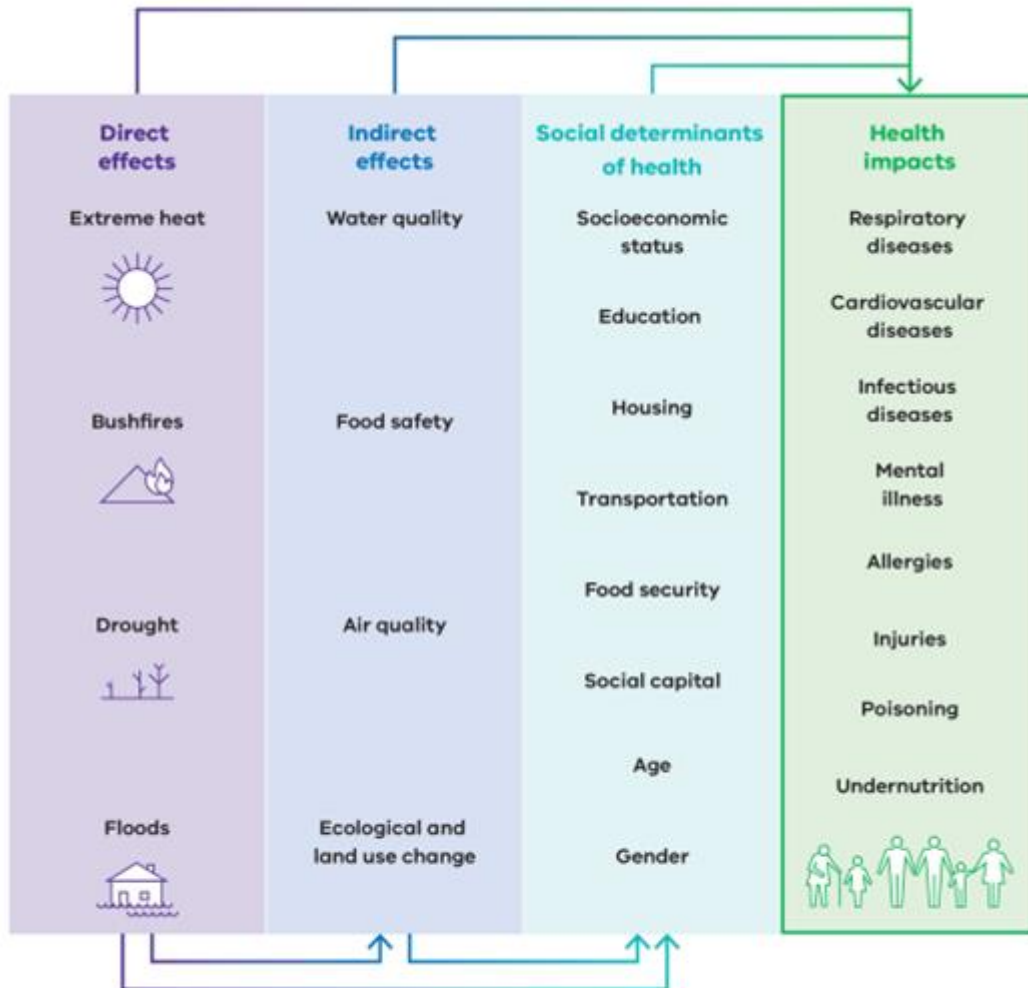 Direct
effects
Extreme heat
Bushfires
Drought
Floods
Indirect
effects
Water quality
Food safety
Air quality
Ecological and
land use change
Social determinants
of health
Socioeconomic
status
Education
Housing
Transportation
Food security
Social capital
Age
Gender
Health
impacts
Respiratory
diseases
Cardiovascular
diseases
Infectious
diseases
Mental
illness
Allergies
Injuries
Poisoning
Undernutrition